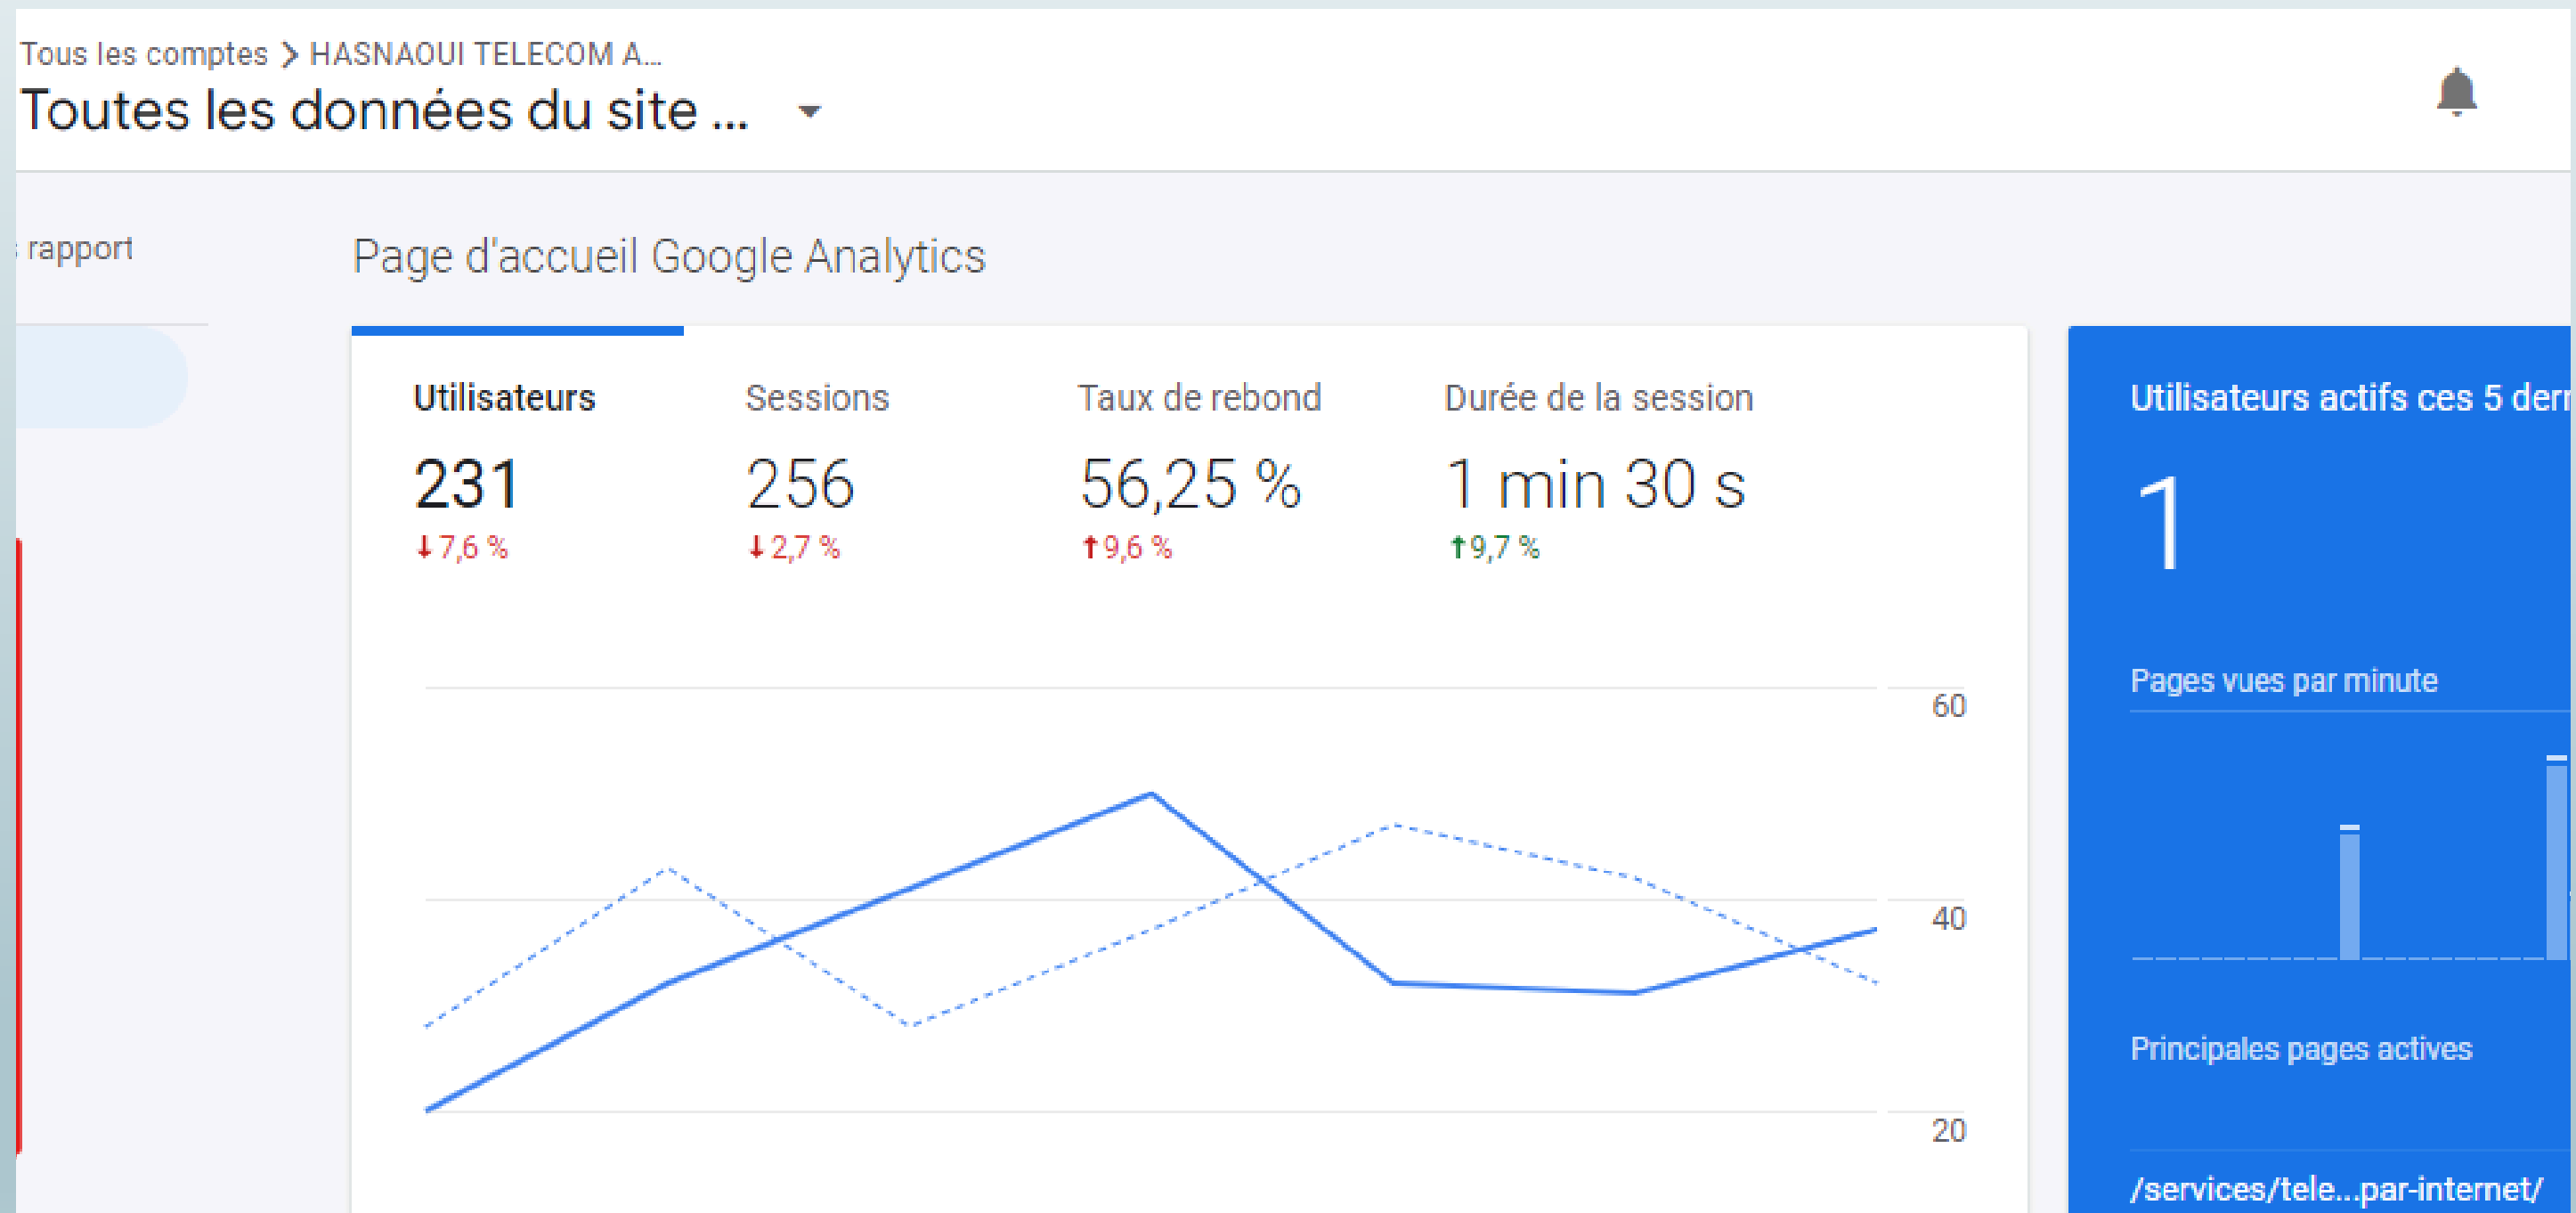 Tous les comptes > HASNAOUI TELECOM A...
Toutes les données du site ...
rapport
Page d'accueil Google Analytics
Utilisateurs
231
↓7,6 %
Sessions
256
↓2,7 %
Taux de rebond
56,25 %
↑9,6 %
Durée de la session
1 min 30 s
↑9,7 %
60
40
20
Utilisateurs actifs ces 5
1
Pages vues par minute
Principales pages actives
/services/tele...par-internet/